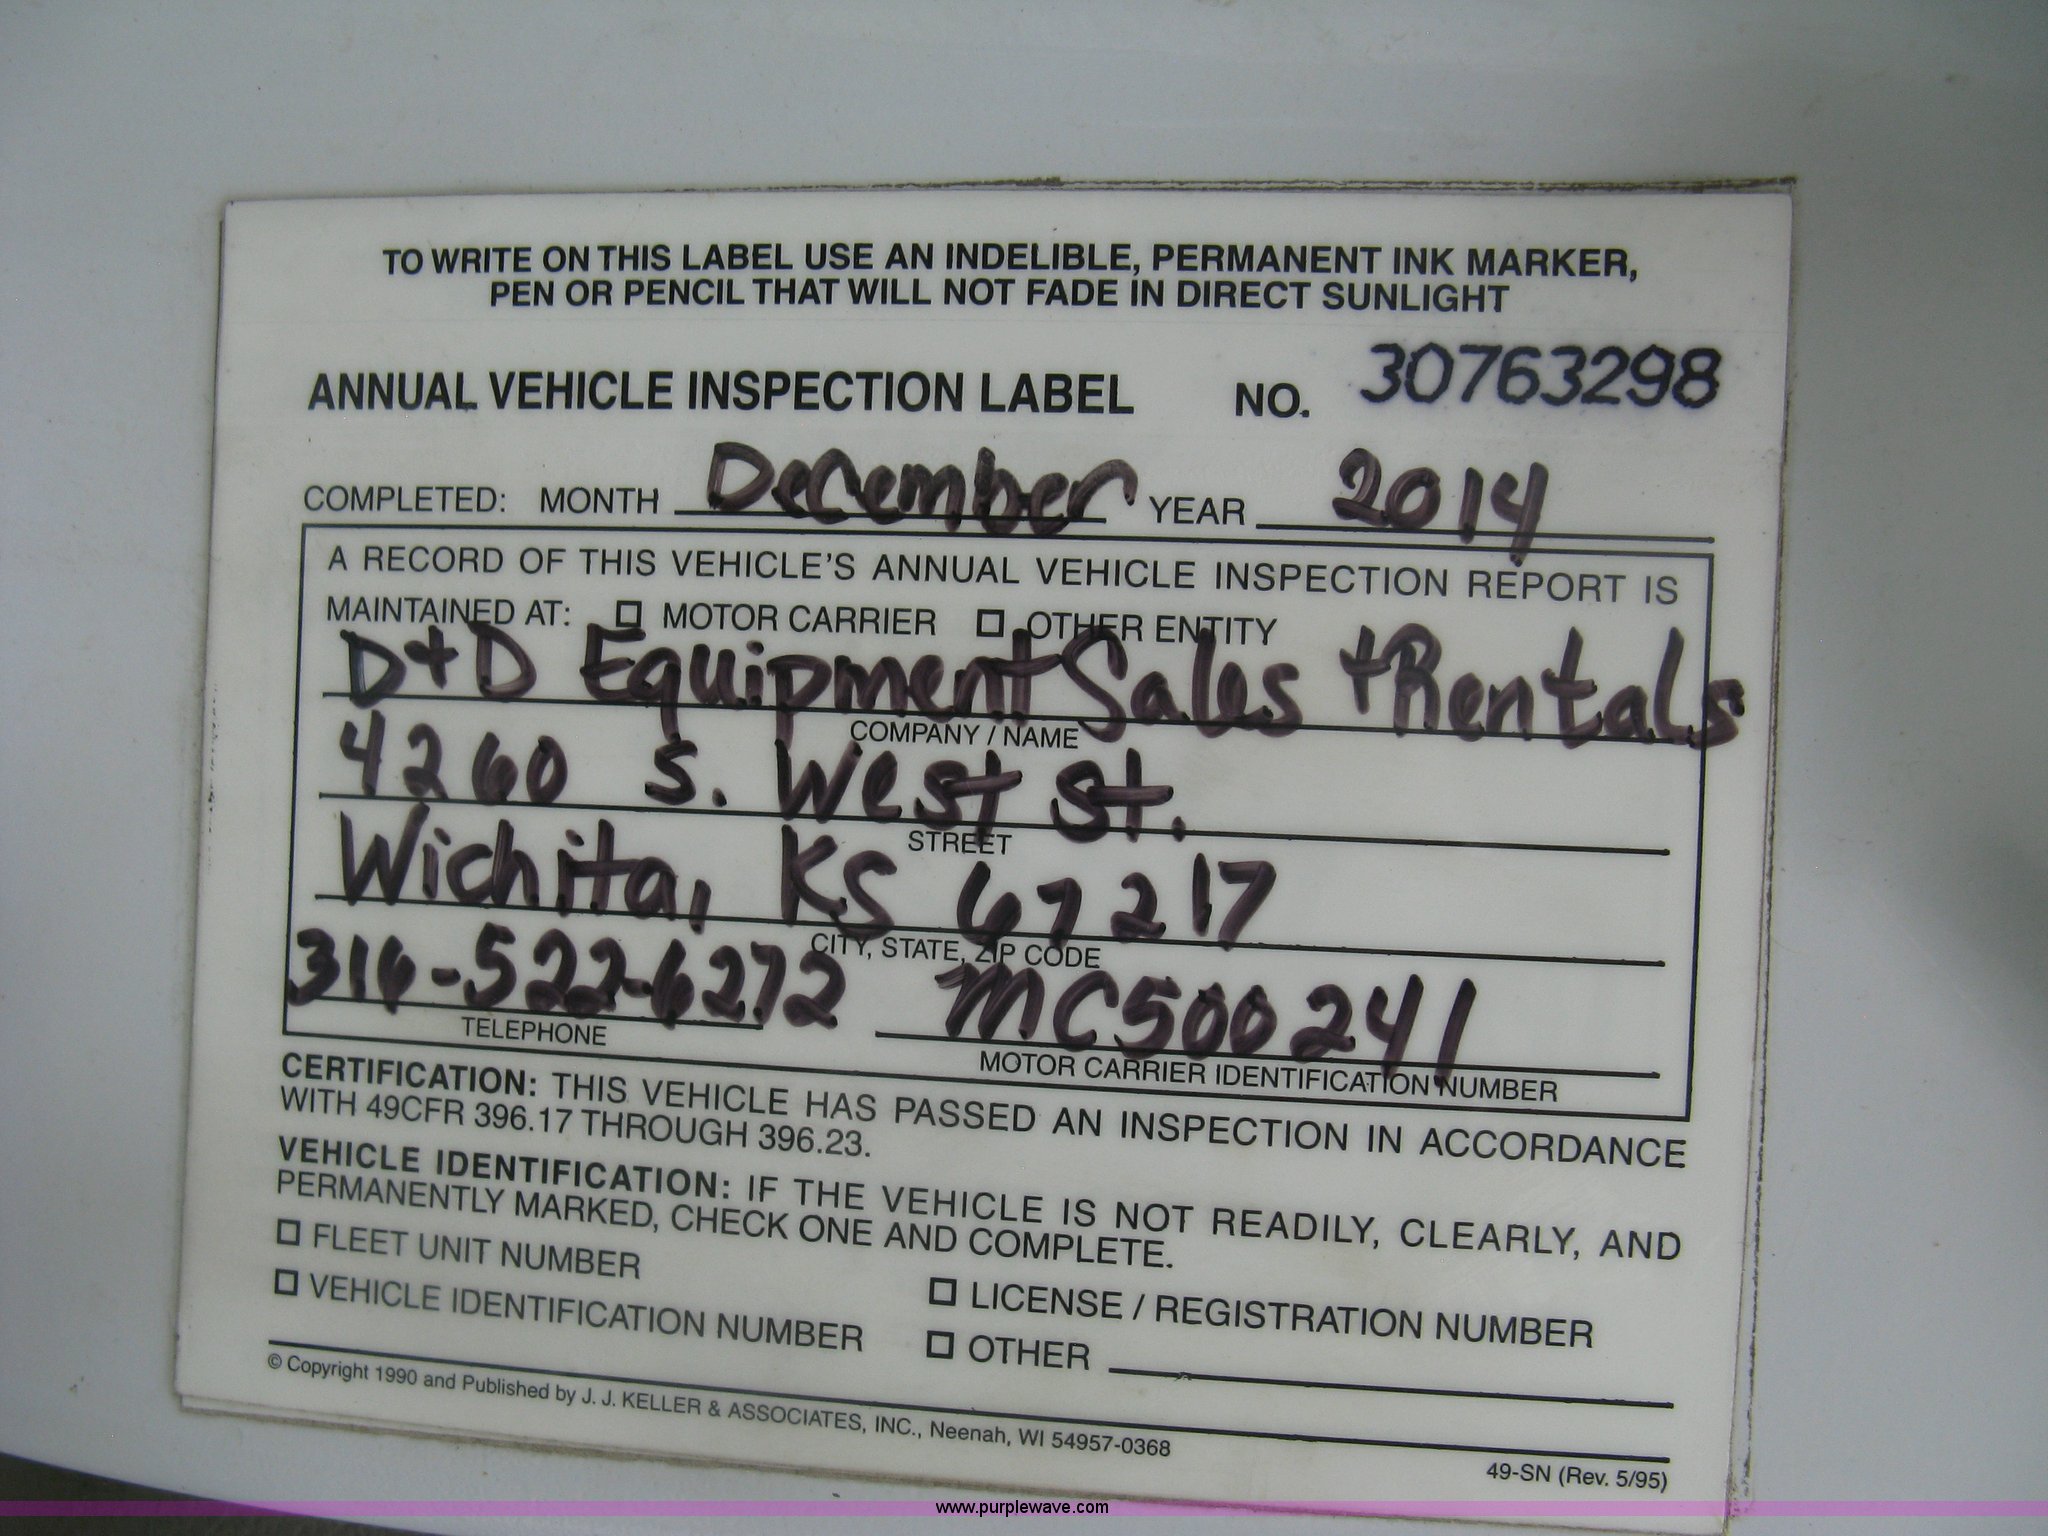 TO WRITE ON THIS LABEL USE AN INDELIBLE, PERMANENT INK MARKER,
PEN OR PENCIL THAT WILL NOT FADE IN DIRECT SUNLIGHT
ANNUAL VEHICLE INSPECTION LABEL NO. 30763298
COMPLETED: MONTH December YEAR 2014
A RECORD OF THIS VEHICLE'S ANNUAL VEHICLE INSPECTION REPORT IS
MAINTAINED AT: ☐ MOTOR CARRIER ☐ OTHER ENTITY
D+D Equipment Sales +Rentals
COMPANY / NAME
4260 S. West St.
STREET
Wichita, KS 67217
CITY, STATE, ZIP CODE
316-522-6272 MC500241
TELEPHONE MOTOR CARRIER IDENTIFICATION NUMBER
CERTIFICATION: THIS VEHICLE HAS PASSED AN INSPECTION IN ACCORDANCE
WITH 49CFR 396.17 THROUGH 396.23.
VEHICLE IDENTIFICATION: IF THE VEHICLE IS NOT READILY, CLEARLY, AND
PERMANENTLY MARKED, CHECK ONE AND COMPLETE.
☐ FLEET UNIT NUMBER ☐ LICENSE / REGISTRATION NUMBER
☐ VEHICLE IDENTIFICATION NUMBER ☐ OTHER
© Copyright 1990 and Published by J. J. KELLER & ASSOCIATES, INC., Neenah, WI 54957-0368
49-SN (Rev. 5/95)
www.purplewave.com